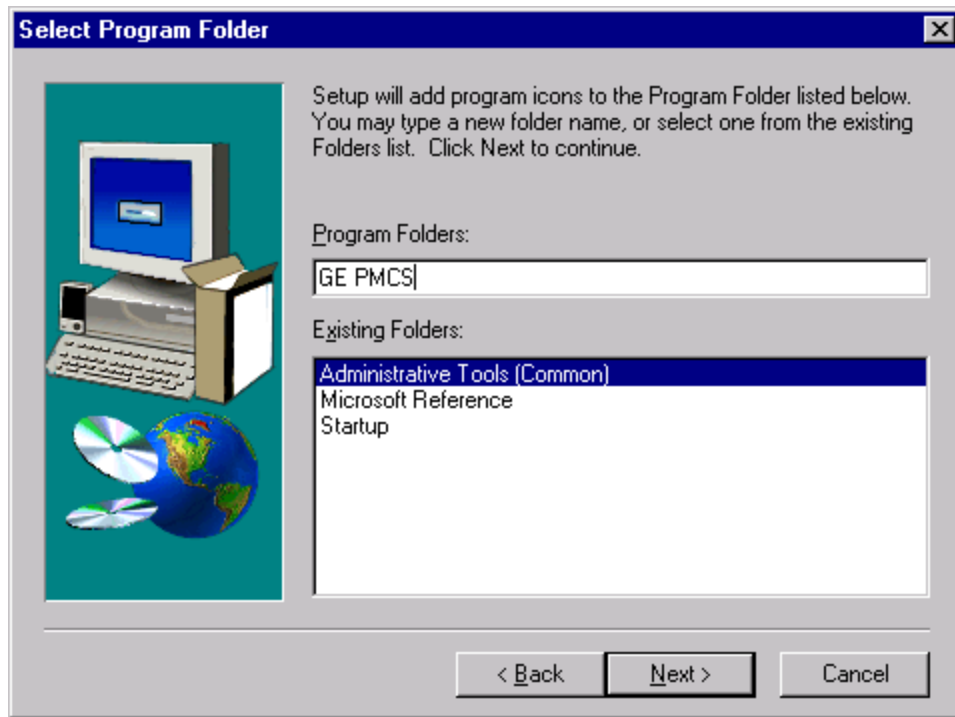 Select Program Folder
Setup will add program icons to the Program Folder listed below.
You may type a new folder name, or select one from the existing
Folders list.  Click Next to continue.
Program Folders:
GE PMCS
Existing Folders:
Administrative Tools (Common)
Microsoft Reference
Startup
< Back
Next >
Cancel